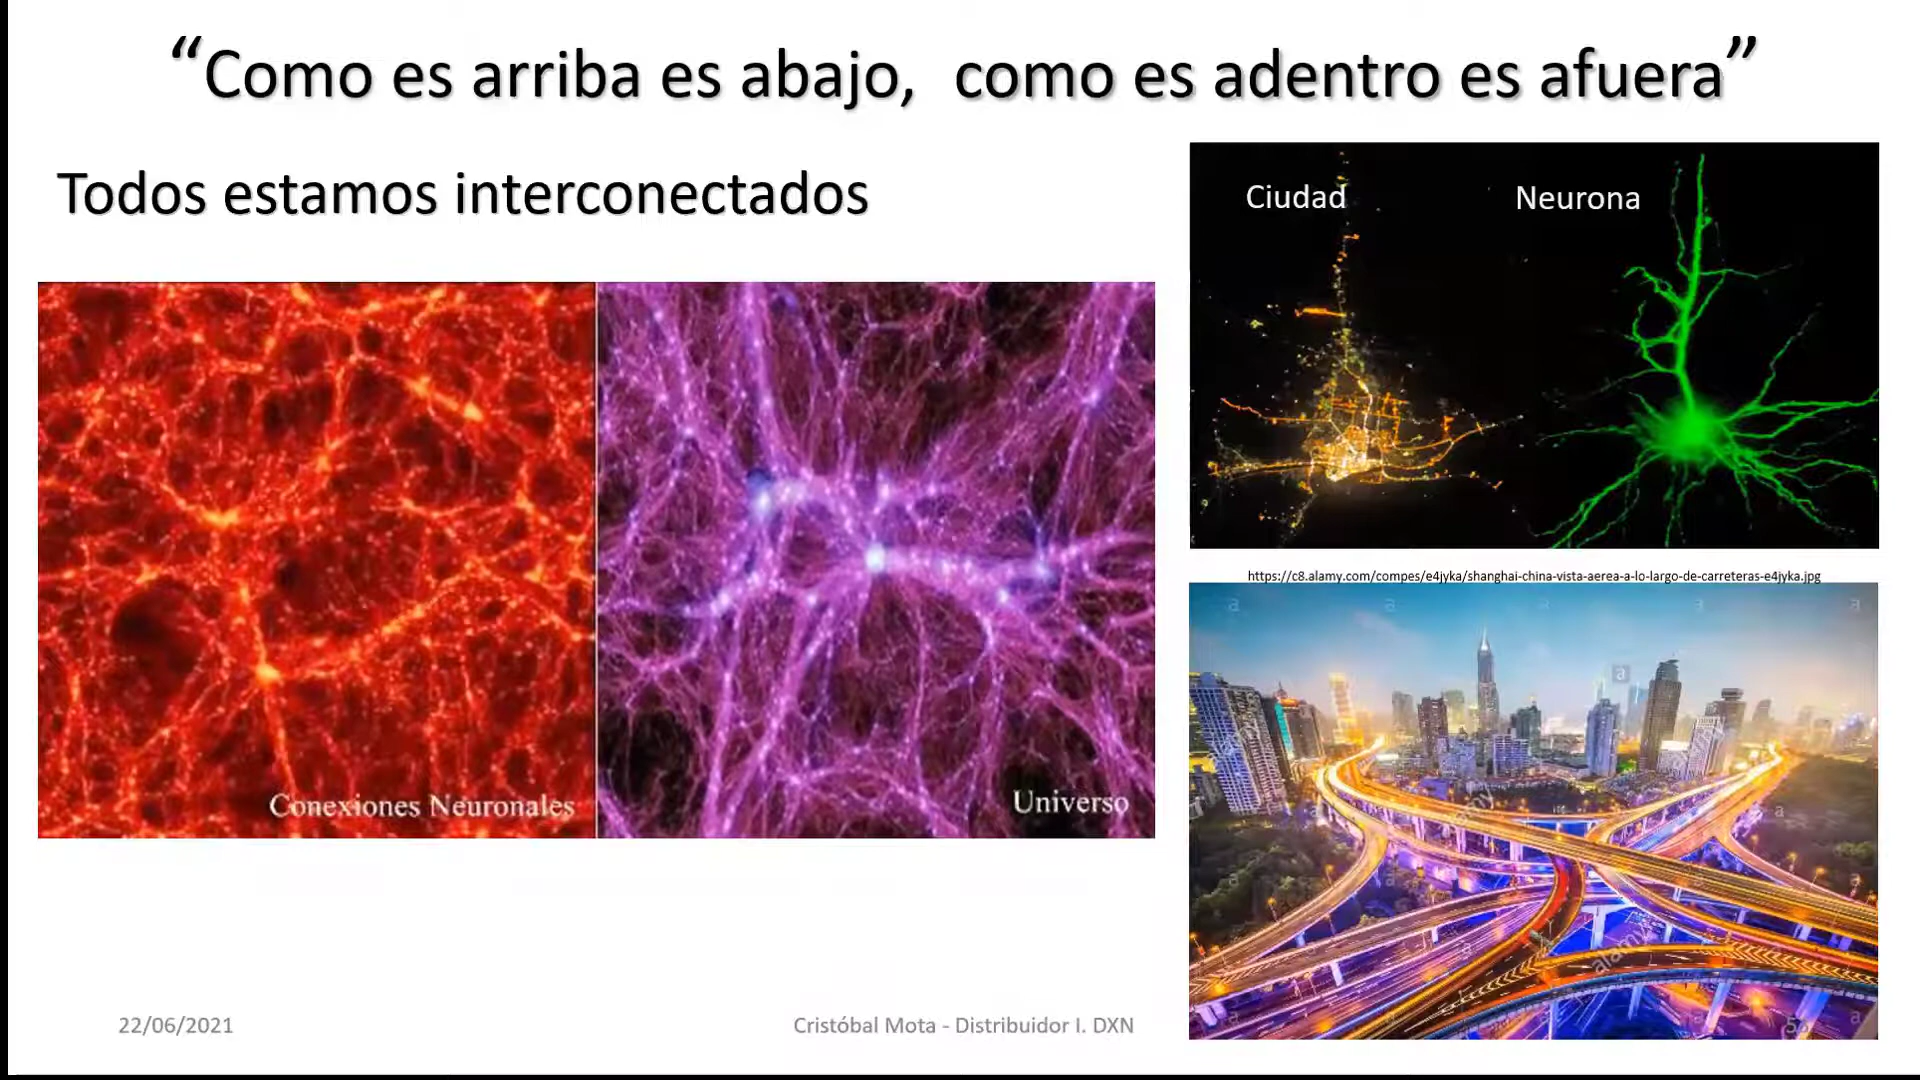 “Como es arriba es abajo, como es adentro es afuera”
Todos estamos interconectados
Ciudad
Neurona
https://c8.alamy.com/compes/e4jyka/shanghai-china-vista-aerea-a-lo-largo-de-carreteras-e4jyka.jpg
Conexiones Neuronales
Universo
a a a a
a
alamy
a
22/06/2021
Cristóbal Mota - Distribuidor I. DXN